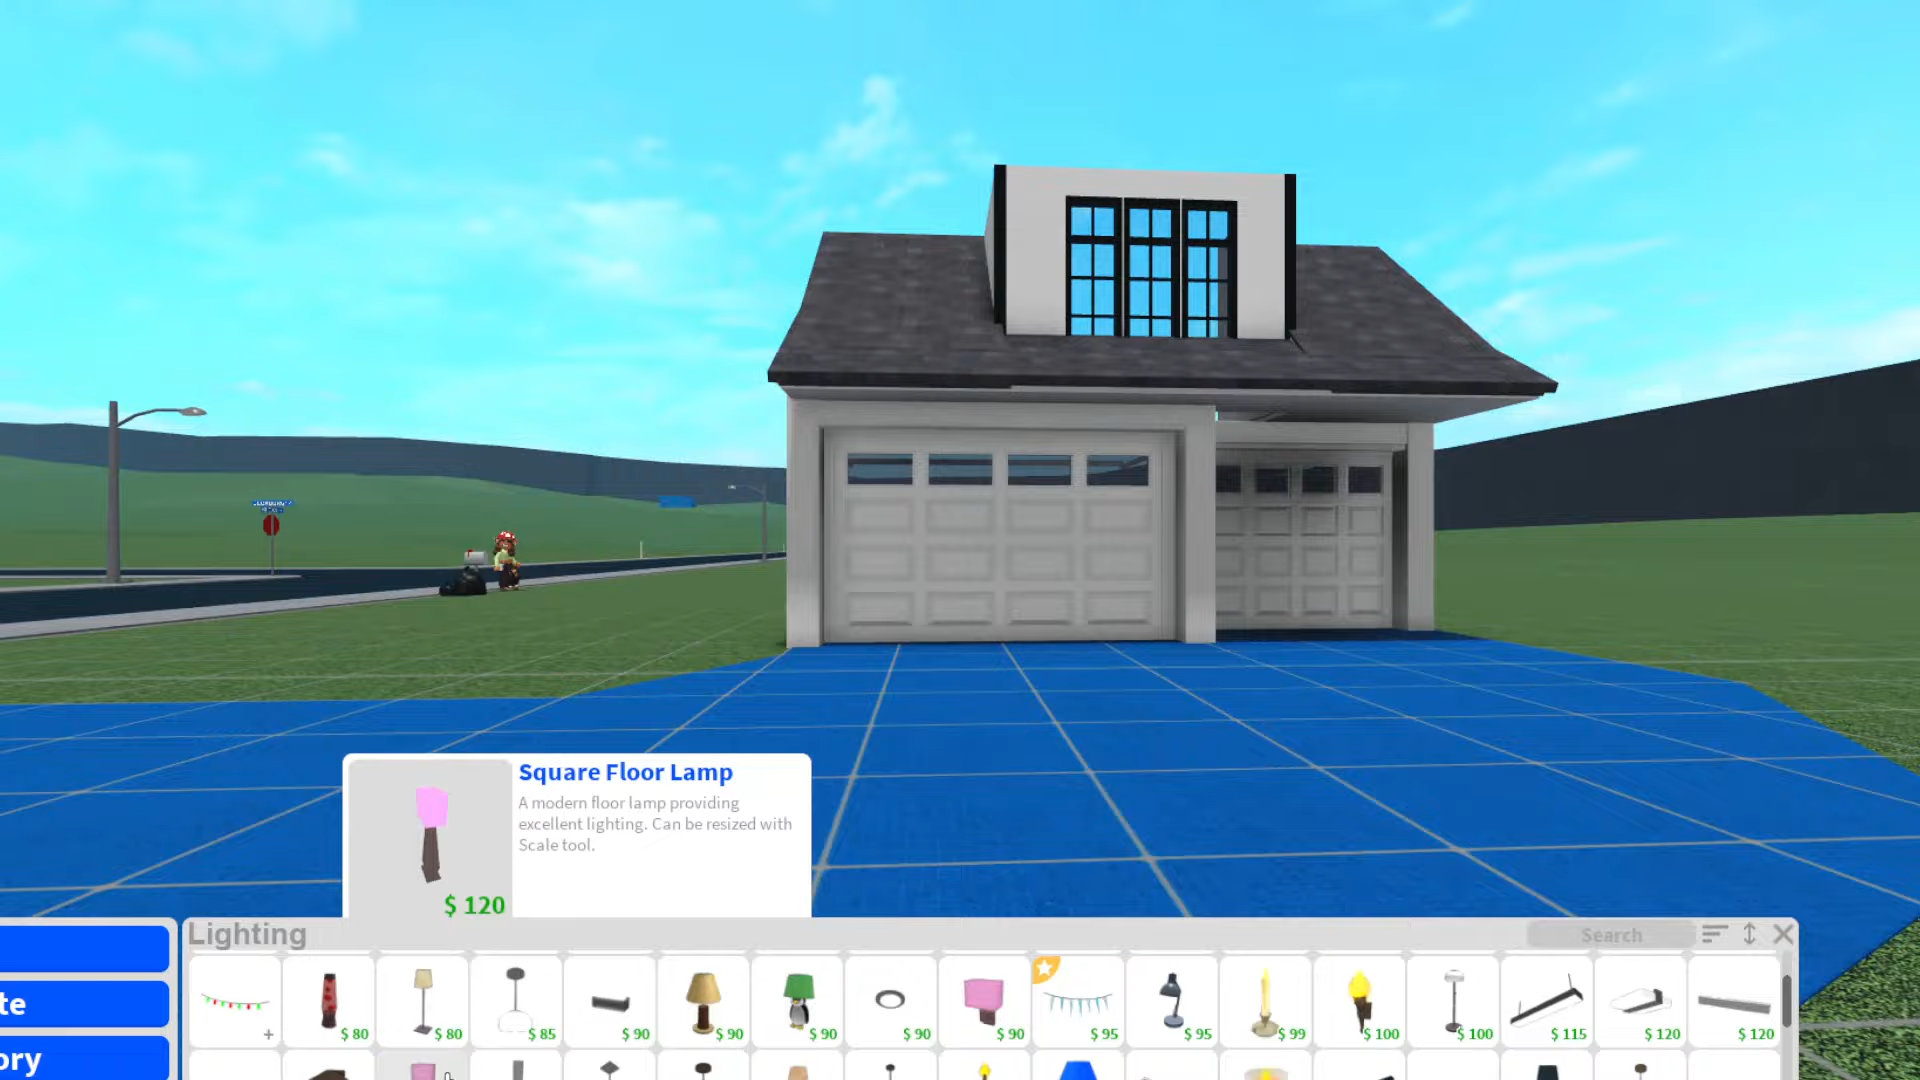 Square Floor Lamp
A modern floor lamp providing
excellent lighting. Can be resized with
Scale tool.
$ 120
Lighting
Search
te
ory
+
$ 80
$ 80
$ 85
$ 90
$ 90
$ 90
$ 90
$ 90
$ 95
$ 95
$ 99
$ 100
$ 100
$ 115
$ 120
$ 120